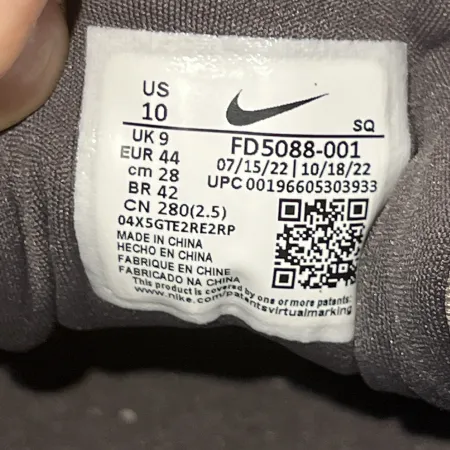 US
10
SQ
UK 9
EUR 44
cm 28
BR 42
CN 280(2.5)
FD5088-001
07/15/22 | 10/18/22
UPC 00196605303933
04X5GTE2RE2RP
MADE IN CHINA
HECHO EN CHINA
FABRIQUE EN CHINE
FABRICADO NA CHINA
This product is covered by one or more patents:
www.nike.com/patentsvirtualmarking